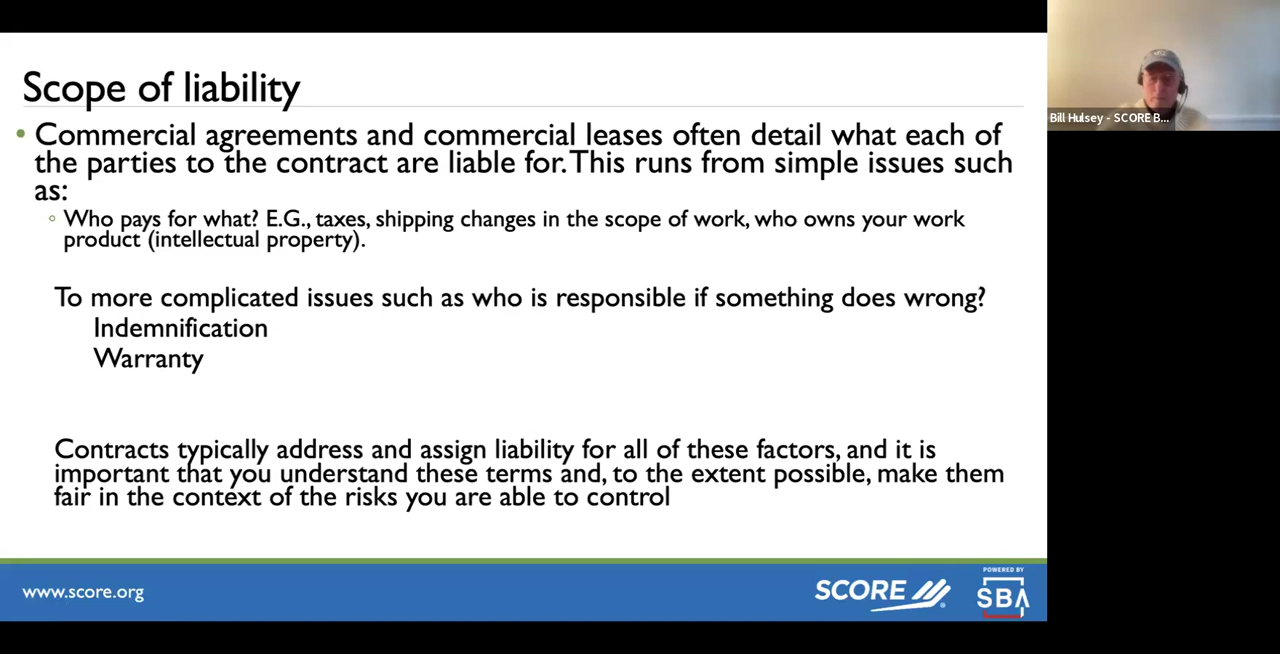 Scope of liability
• Commercial agreements and commercial leases often detail what each of
the parties to the contract are liable for. This runs from simple issues such
as:
◦ Who pays for what? E.G., taxes, shipping changes in the scope of work, who owns your work
product (intellectual property).
To more complicated issues such as who is responsible if something does wrong?
Indemnification
Warranty
Contracts typically address and assign liability for all of these factors, and it is
important that you understand these terms and, to the extent possible, make them
fair in the context of the risks you are able to control
www.score.org
SCORE
POWERED BY
SBA
Bill Hulsey - SCORE B...